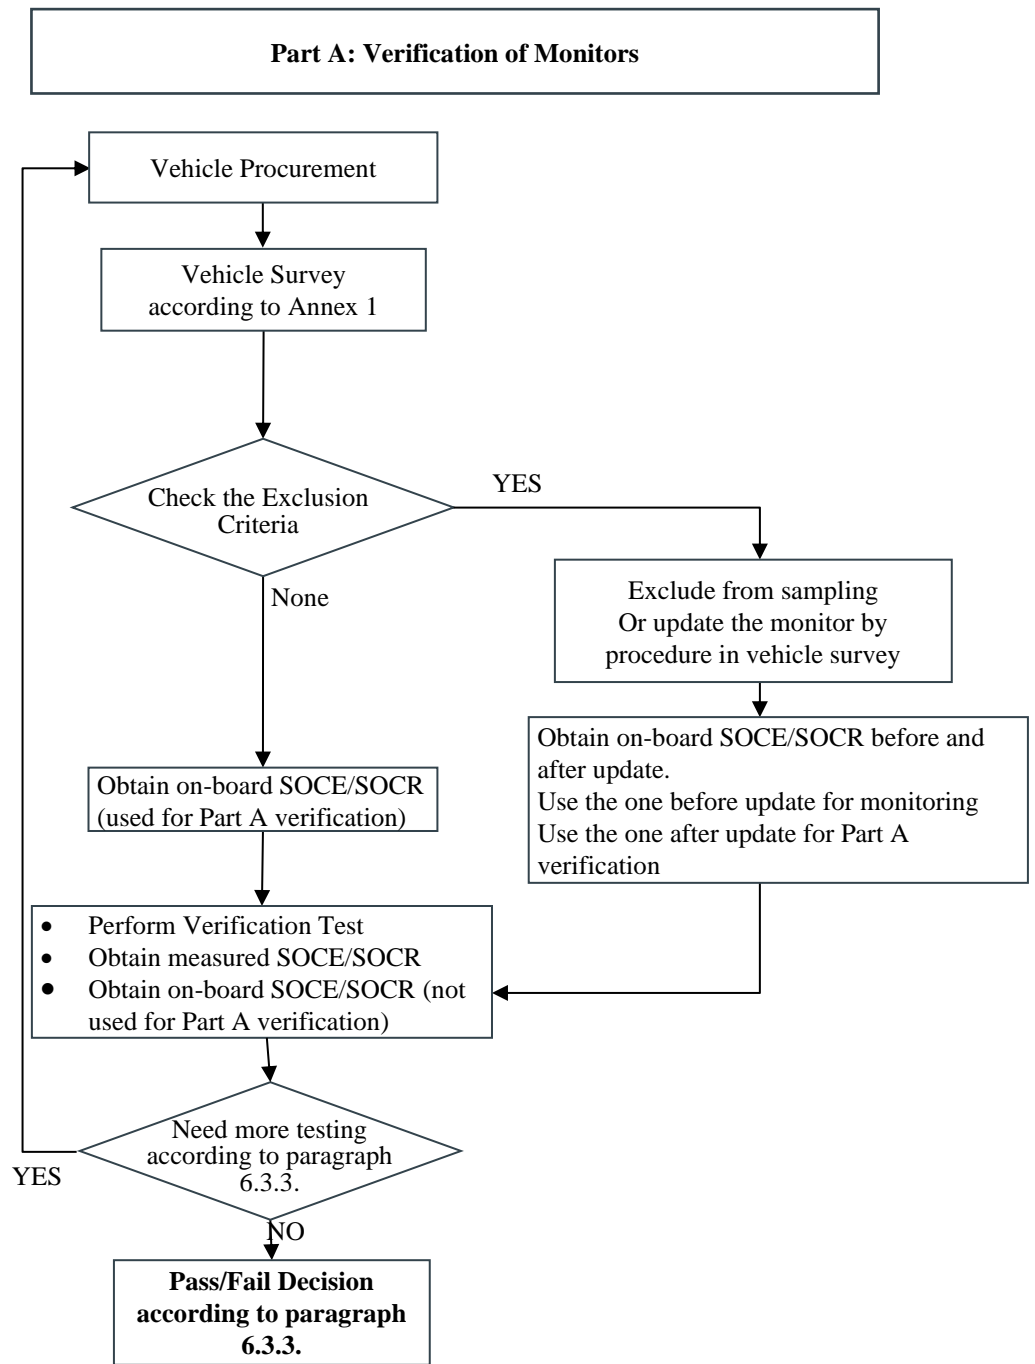 Part A: Verification of Monitors
Vehicle Procurement
Vehicle Survey
according to Annex 1
Check the Exclusion
Criteria
YES
None
Exclude from sampling
Or update the monitor by
procedure in vehicle survey
Obtain on-board SOCE/SOCR before and
after update.
Use the one before update for monitoring
Use the one after update for Part A
verification
Obtain on-board SOCE/SOCR
(used for Part A verification)
• Perform Verification Test
• Obtain measured SOCE/SOCR
• Obtain on-board SOCE/SOCR (not
used for Part A verification)
Need more testing
according to paragraph
6.3.3.
YES
NO
Pass/Fail Decision
according to paragraph
6.3.3.